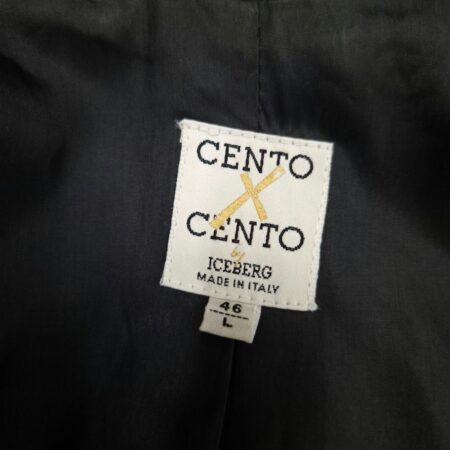 CENTO
X
CENTO
by
ICEBERG
MADE IN ITALY
46
L